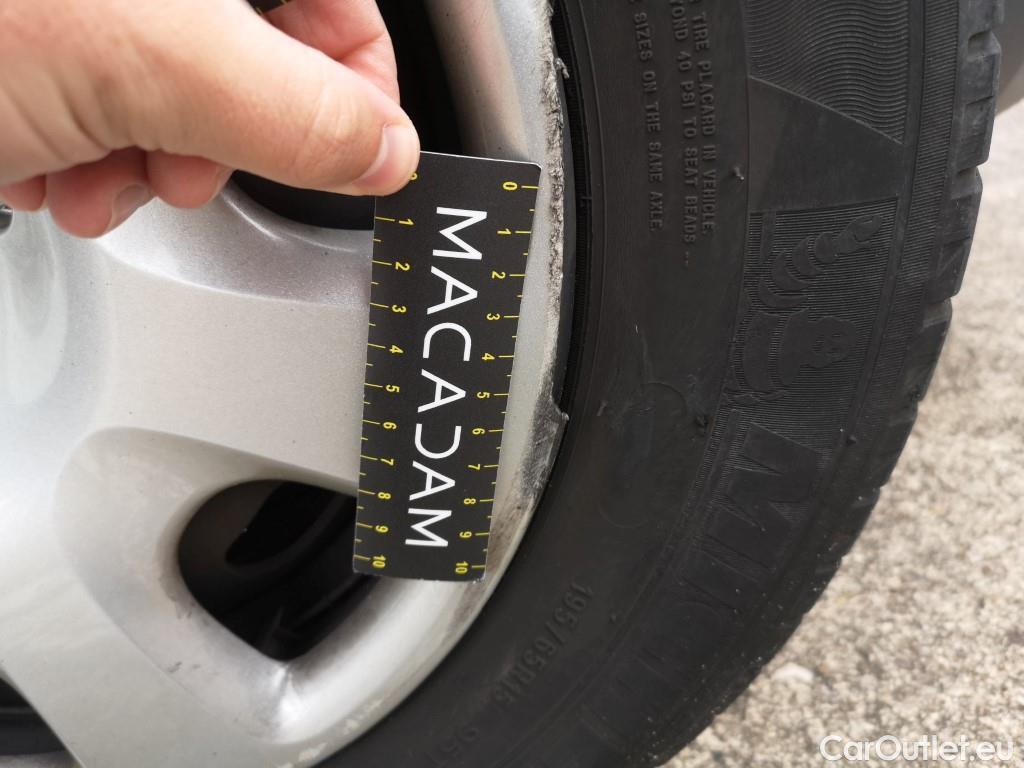 TIRE PLACARD IN VEHICLE.
40 PSI TO SEAT BEADS
SIZES ON THE SAME AXLE
0 1 2 3 4 5 6 7 8 9 10
MACADAM
1 2 3 4 5 6 7 8 9 10
195/65R15
CarOutlet.eu